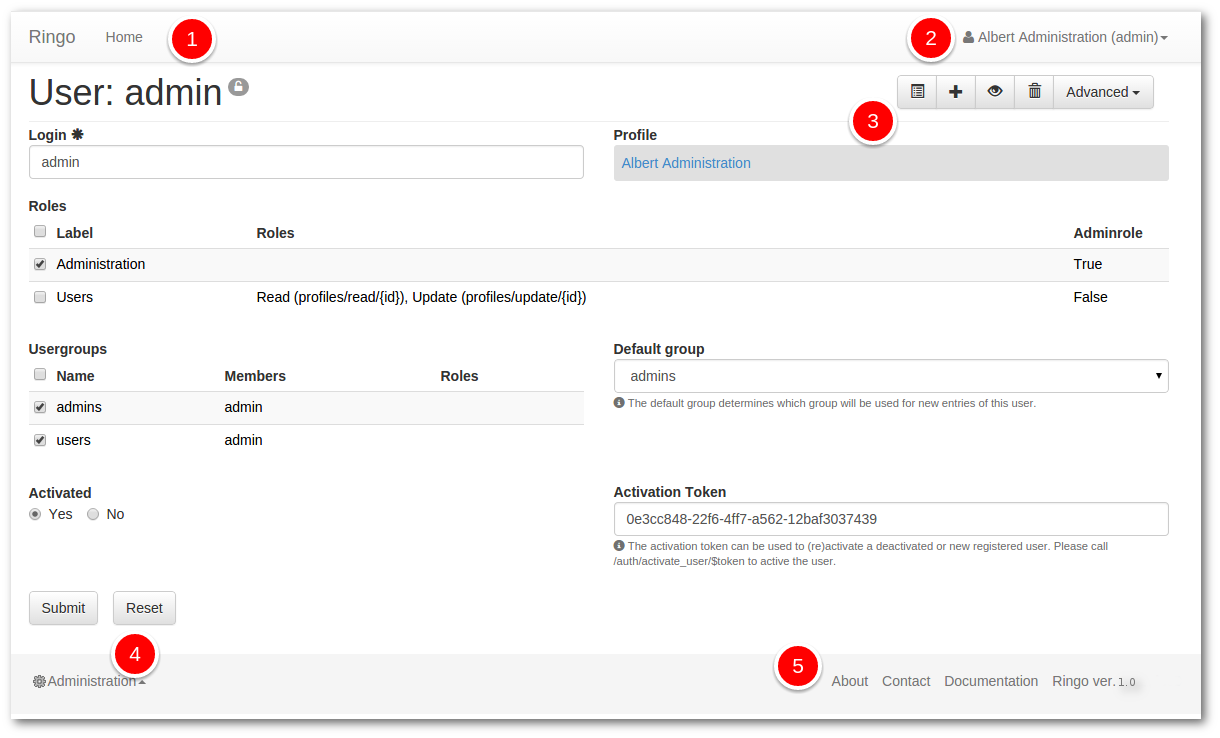 Ringo Home 1 2 Albert Administration (admin)
User: admin
Advanced
3
Login ✱ Profile
admin Albert Administration
Roles
Label Roles Adminrole
Administration True
Users Read (profiles/read/{id}), Update (profiles/update/{id}) False
Usergroups Default group
Name Members Roles admins
admins admin The default group determines which group will be used for new entries of this user.
users admin
Activated Activation Token
Yes No 0e3cc848-22f6-4ff7-a562-12baf3037439
The activation token can be used to (re)activate a deactivated or new registered user. Please call
/auth/activate_user/$token to active the user.
Submit Reset
4 5
Administration About Contact Documentation Ringo ver. 1.0